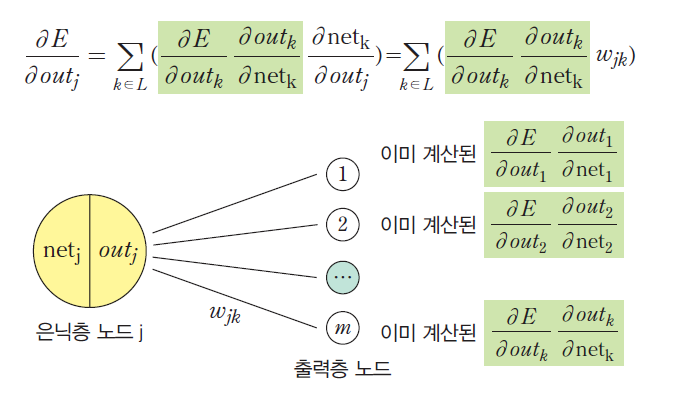 ∂E/∂out_j = Σ_{k∈L} ( ∂E/∂out_k ∂out_k/∂net_k ∂net_k/∂out_j ) = Σ_{k∈L} ( ∂E/∂out_k ∂out_k/∂net_k w_jk )
1 이미 계산된 ∂E/∂out_1 ∂out_1/∂net_1
2 이미 계산된 ∂E/∂out_2 ∂out_2/∂net_2
net_j out_j
...
w_jk
m 이미 계산된 ∂E/∂out_k ∂out_k/∂net_k
은닉층 노드 j
출력층 노드